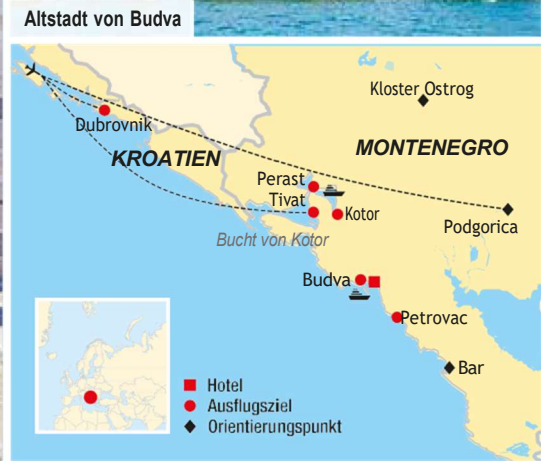 Altstadt von Budva
Kloster Ostrog
Dubrovnik
KROATIEN
MONTENEGRO
Perast
Tivat
Kotor
Podgorica
Bucht von Kotor
Budva
Petrovac
Bar
Hotel
Ausflugsziel
Orientierungspunkt